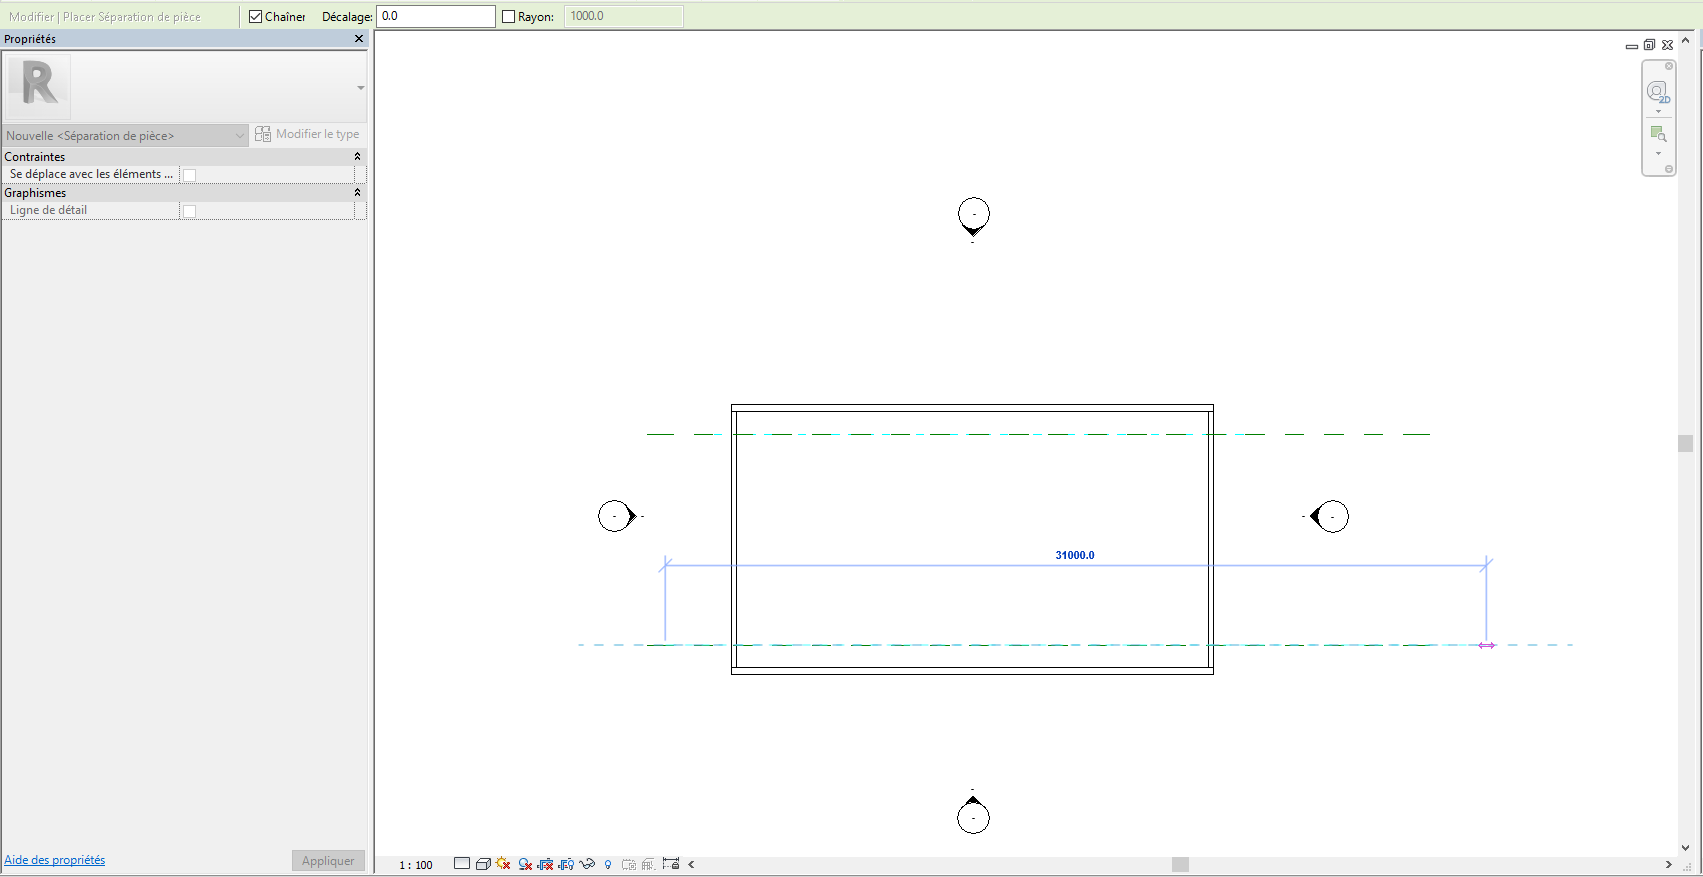 Modifier | Placer Séparation de pièce
Chaîner
Décalage: 0.0
Rayon: 1000.0
Propriétés
R
Nouvelle <Séparation de pièce>
Modifier le type
Contraintes
Se déplace avec les éléments ...
Graphismes
Ligne de détail
2D
31000.0
Aide des propriétés
Appliquer
1 : 100